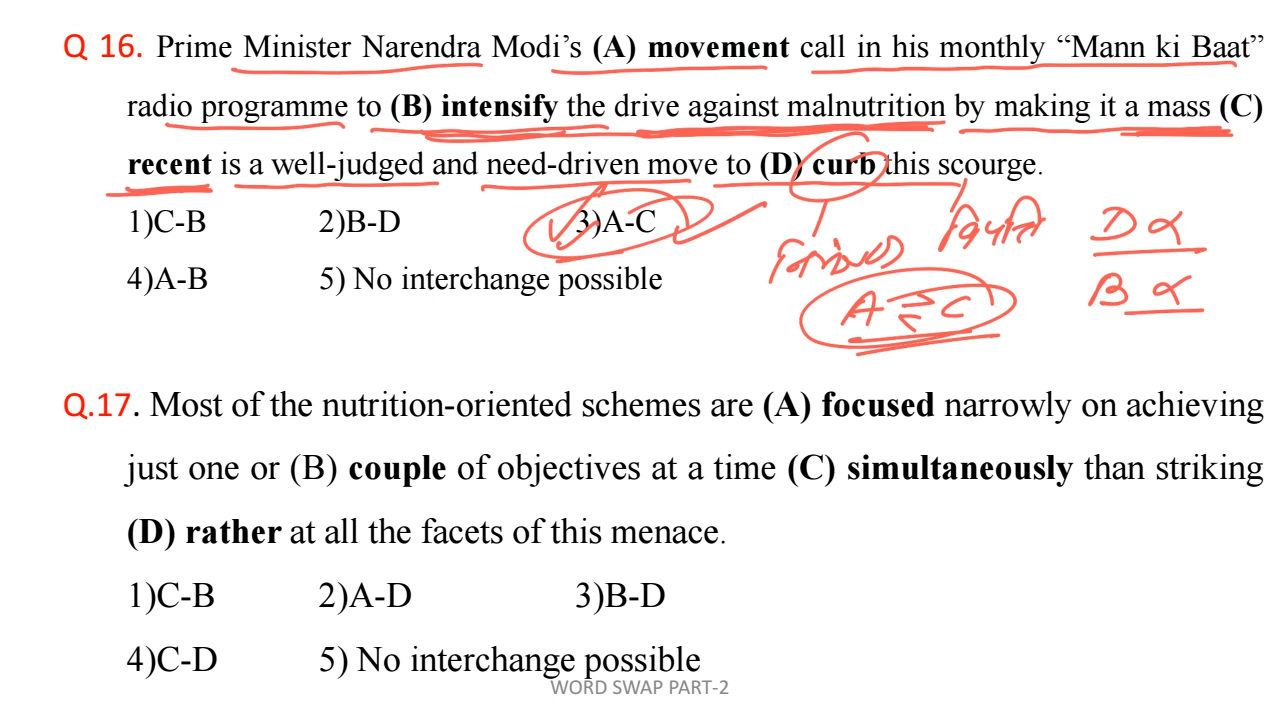 Q 16. Prime Minister Narendra Modi’s (A) movement call in his monthly “Mann ki Baat”
radio programme to (B) intensify the drive against malnutrition by making it a mass (C)
recent is a well-judged and need-driven move to (D) curb this scourge.
1)C-B 2)B-D 3)A-C
विपत्ति D α
4)A-B 5) No interchange possible
B α
A ⇄ C
Q.17. Most of the nutrition-oriented schemes are (A) focused narrowly on achieving
just one or (B) couple of objectives at a time (C) simultaneously than striking
(D) rather at all the facets of this menace.
1)C-B 2)A-D 3)B-D
4)C-D 5) No interchange possible
WORD SWAP PART-2